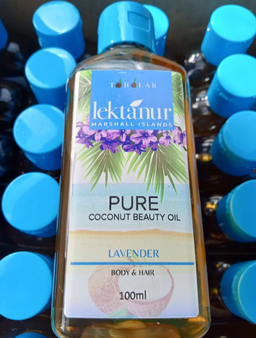 TOBOLAR
lektanur
MARSHALL ISLANDS
PURE
COCONUT BEAUTY OIL
LAVENDER
BODY & HAIR
100ml